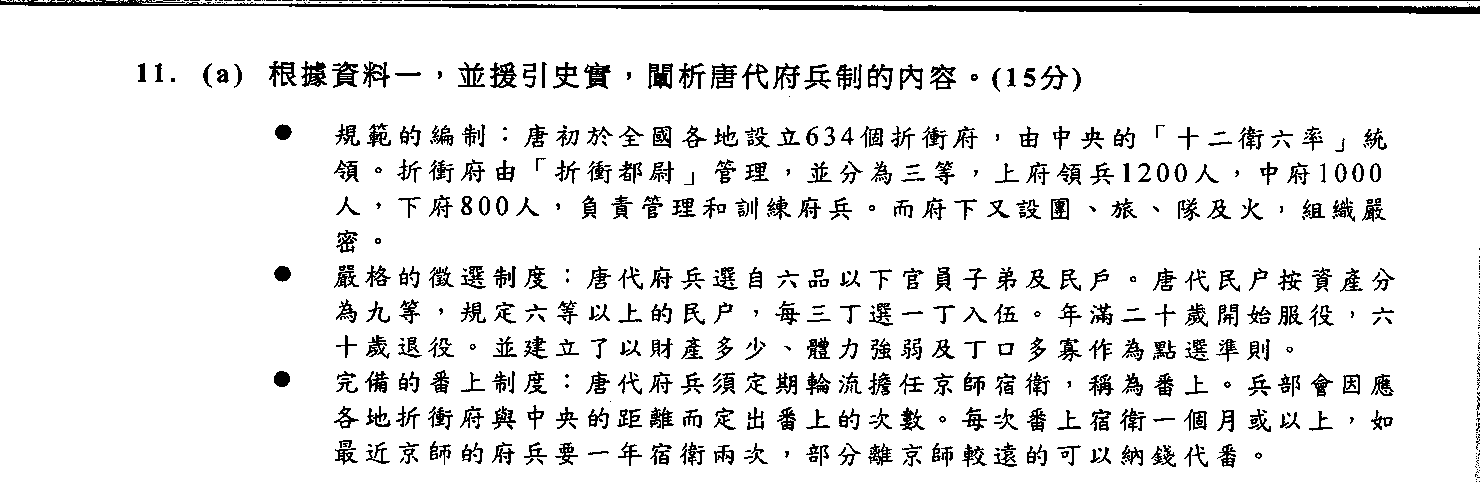 11. (a) 根據資料一，並援引史實，闡析唐代府兵制的內容。(15分)
● 規範的編制：唐初於全國各地設立634個折衝府，由中央的「十二衛六率」統
領。折衝府由「折衝都尉」管理，並分為三等，上府領兵1200人，中府1000
人，下府800人，負責管理和訓練府兵。而府下又設團、旅、隊及火，組織嚴
密。
● 嚴格的徵選制度：唐代府兵選自六品以下官員子弟及民戶。唐代民户按資產分
為九等，規定六等以上的民户，每三丁選一丁入伍。年滿二十歲開始服役，六
十歲退役。並建立了以財產多少、體力強弱及丁口多寡作為點選準則。
● 完備的番上制度：唐代府兵須定期輪流擔任京師宿衛，稱為番上。兵部會因應
各地折衝府與中央的距離而定出番上的次數。每次番上宿衛一個月或以上，如
最近京師的府兵要一年宿衛兩次，部分離京師較遠的可以納錢代番。